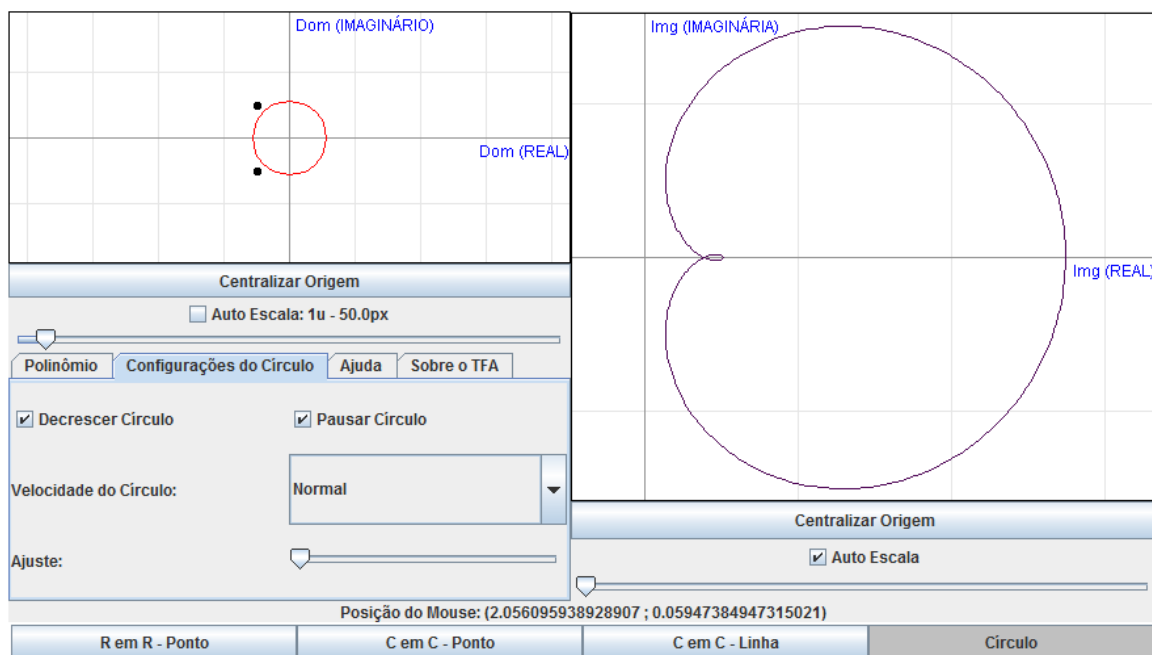 Dom (IMAGINÁRIO)
Dom (REAL)
Img (IMAGINÁRIA)
Img (REAL)
Centralizar Origem
Auto Escala: 1u - 50.0px
Polinômio
Configurações do Círculo
Ajuda
Sobre o TFA
Decrescer Círculo
Pausar Círculo
Velocidade do Círculo:
Normal
Ajuste:
Centralizar Origem
Auto Escala
Posição do Mouse: (2.056095938928907 ; 0.05947384947315021)
R em R - Ponto
C em C - Ponto
C em C - Linha
Círculo